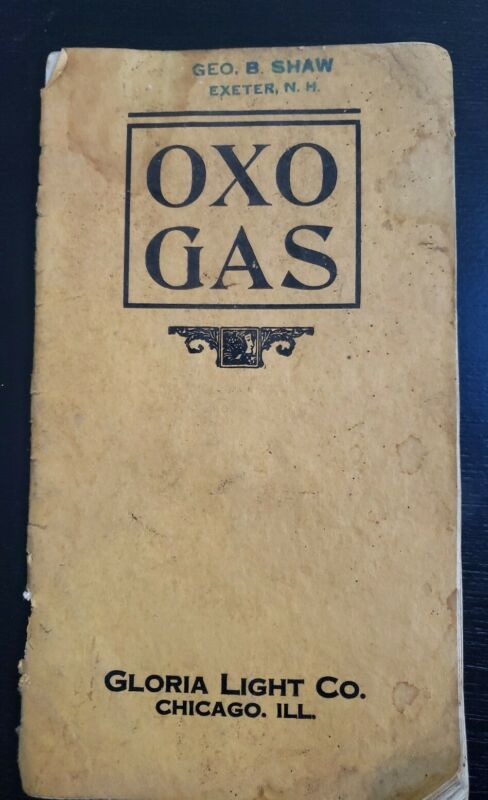 GEO. B. SHAW
EXETER, N. H.
OXO
GAS
GLORIA LIGHT CO.
CHICAGO. ILL.